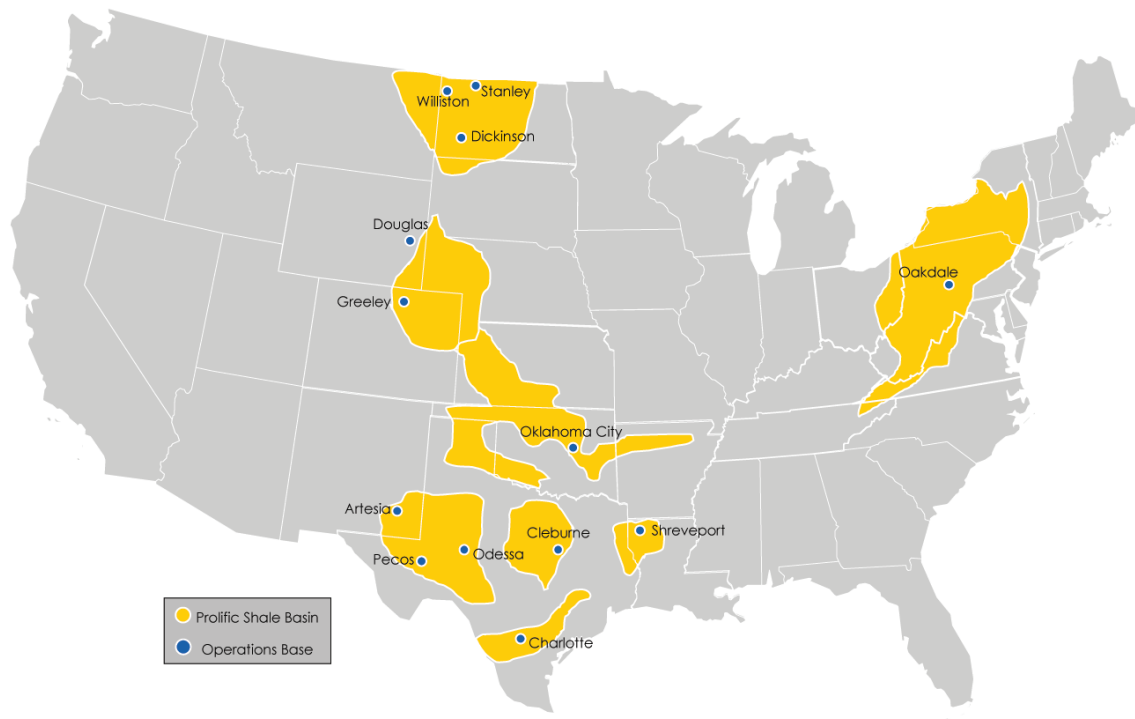 Stanley
Williston
Dickinson
Douglas
Oakdale
Greeley
Oklahoma City
Artesia
Shreveport
Cleburne
Odessa
Pecos
Prolific Shale Basin
Charlotte
Operations Base